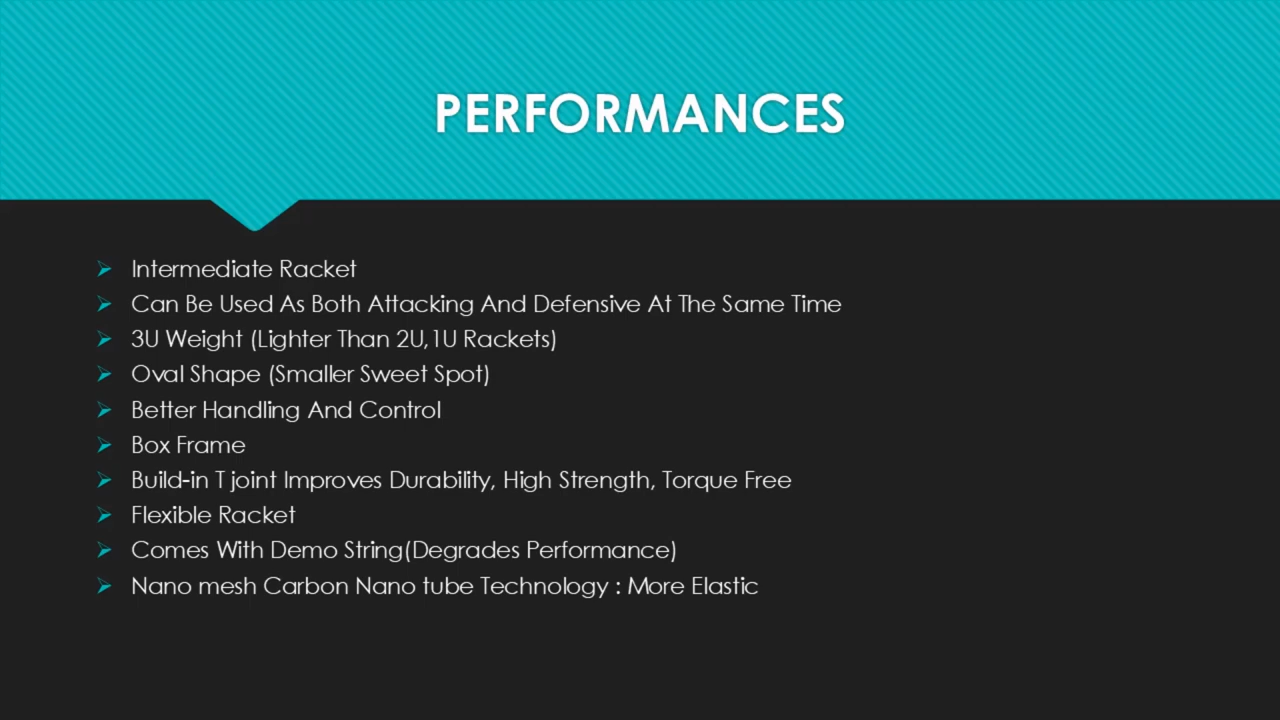 PERFORMANCES
Intermediate Racket
Can Be Used As Both Attacking And Defensive At The Same Time
3U Weight (Lighter Than 2U,1U Rackets)
Oval Shape (Smaller Sweet Spot)
Better Handling And Control
Box Frame
Build-in T joint Improves Durability, High Strength, Torque Free
Flexible Racket
Comes With Demo String(Degrades Performance)
Nano mesh Carbon Nano tube Technology : More Elastic